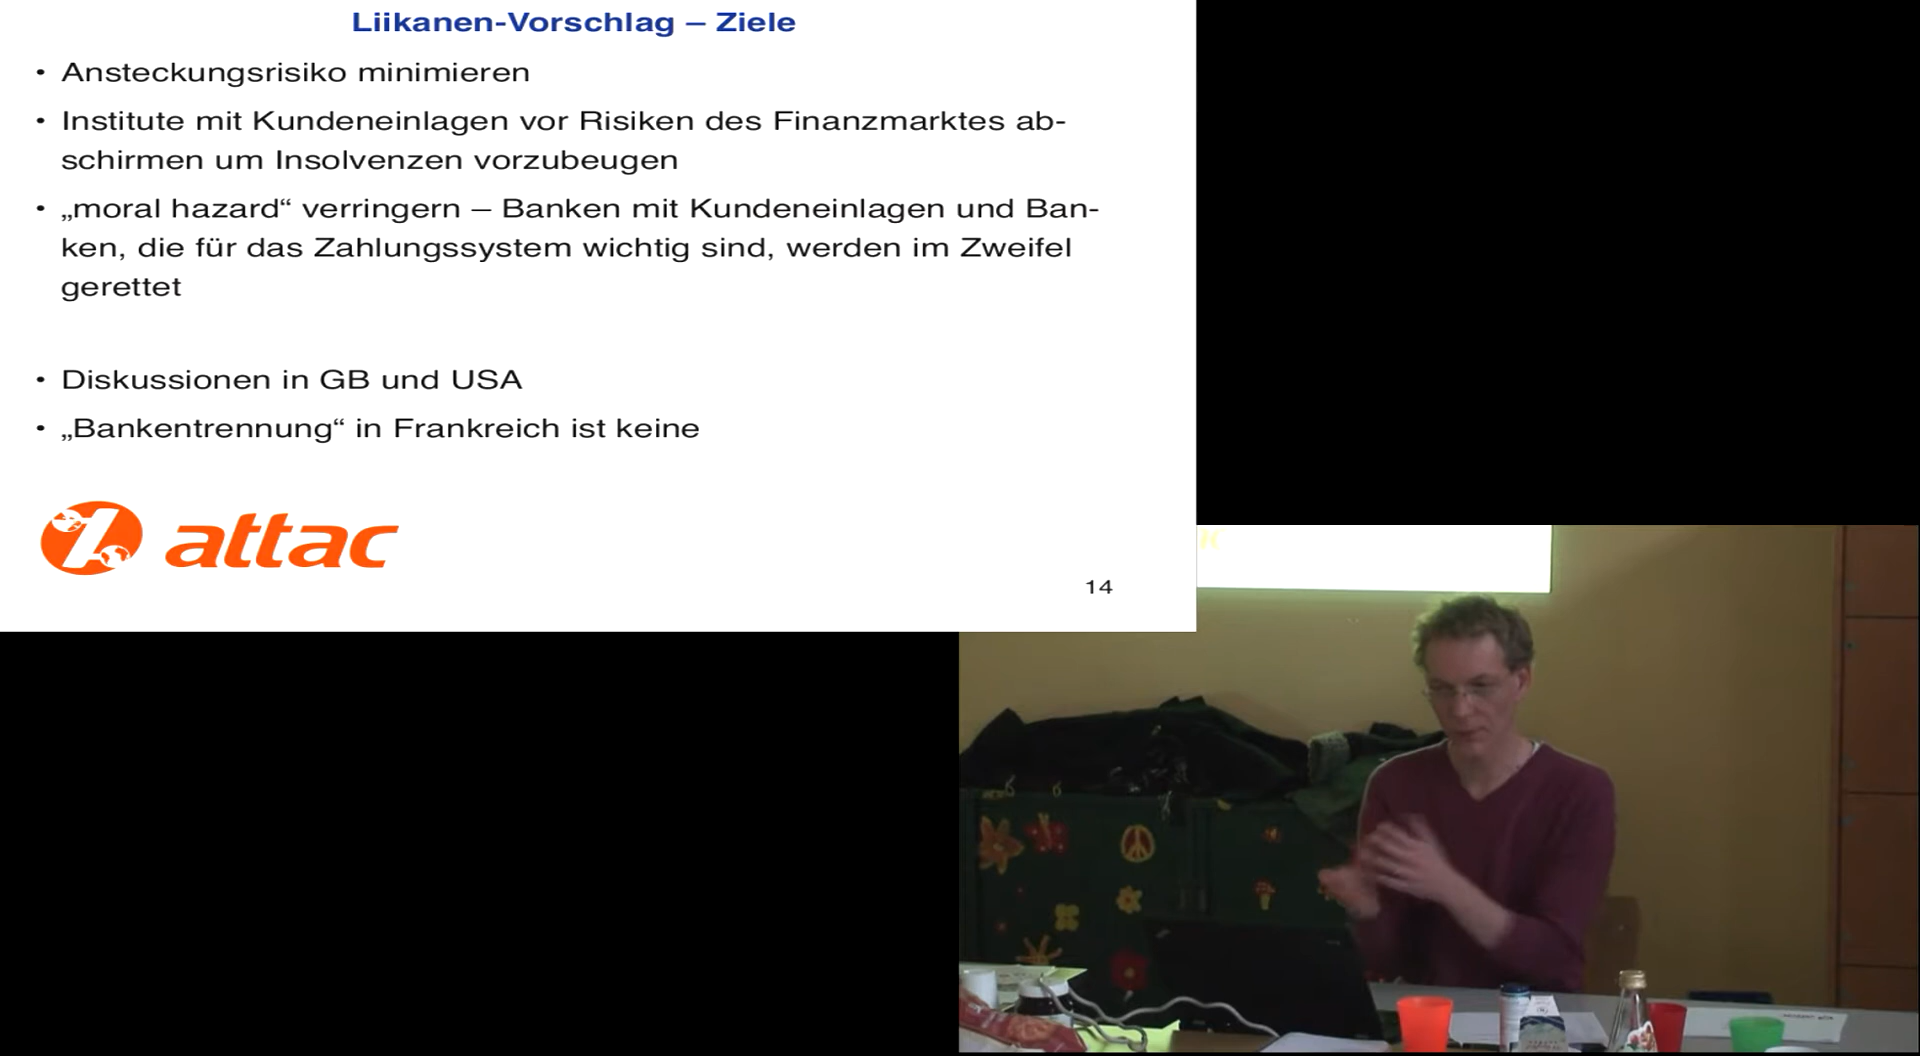 Liikanen-Vorschlag – Ziele
• Ansteckungsrisiko minimieren
• Institute mit Kundeneinlagen vor Risiken des Finanzmarktes ab-
schirmen um Insolvenzen vorzubeugen
• „moral hazard“ verringern – Banken mit Kundeneinlagen und Ban-
ken, die für das Zahlungssystem wichtig sind, werden im Zweifel
gerettet
• Diskussionen in GB und USA
• „Bankentrennung“ in Frankreich ist keine
attac
14